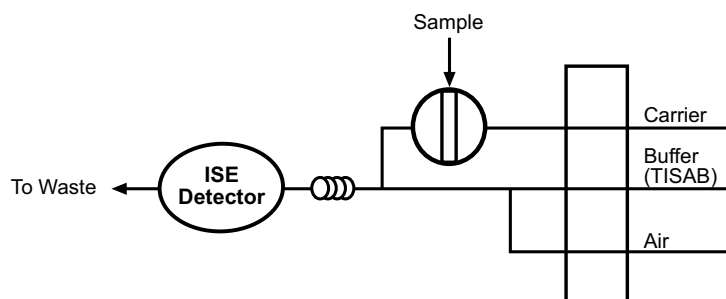 Sample
Carrier
Buffer
(TISAB)
Air
ISE
Detector
To Waste